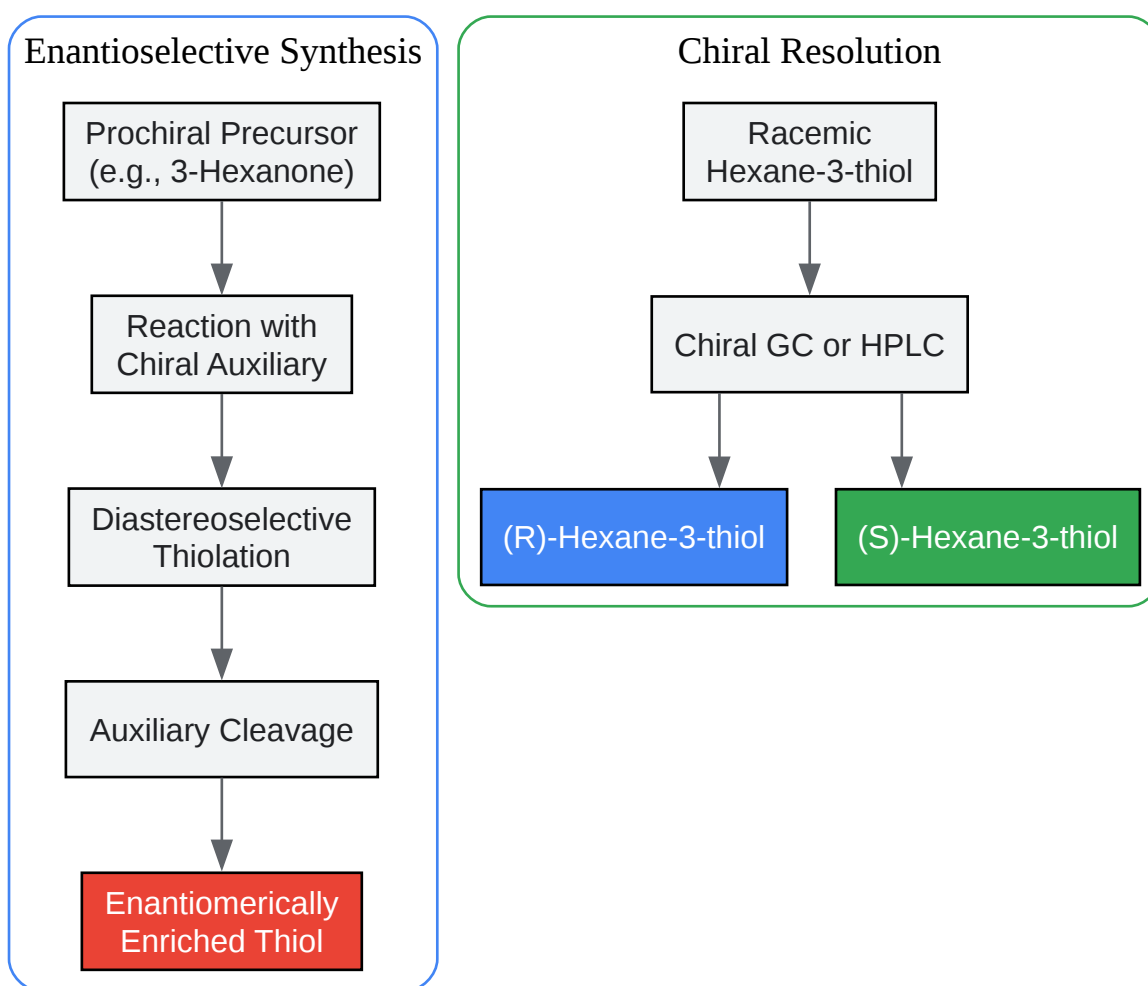 Enantioselective Synthesis
Prochiral Precursor
(e.g., 3-Hexanone)
Reaction with
Chiral Auxiliary
Diastereoselective
Thiolation
Auxiliary Cleavage
Enantiomerically
Enriched Thiol
Chiral Resolution
Racemic
Hexane-3-thiol
Chiral GC or HPLC
(R)-Hexane-3-thiol
(S)-Hexane-3-thiol